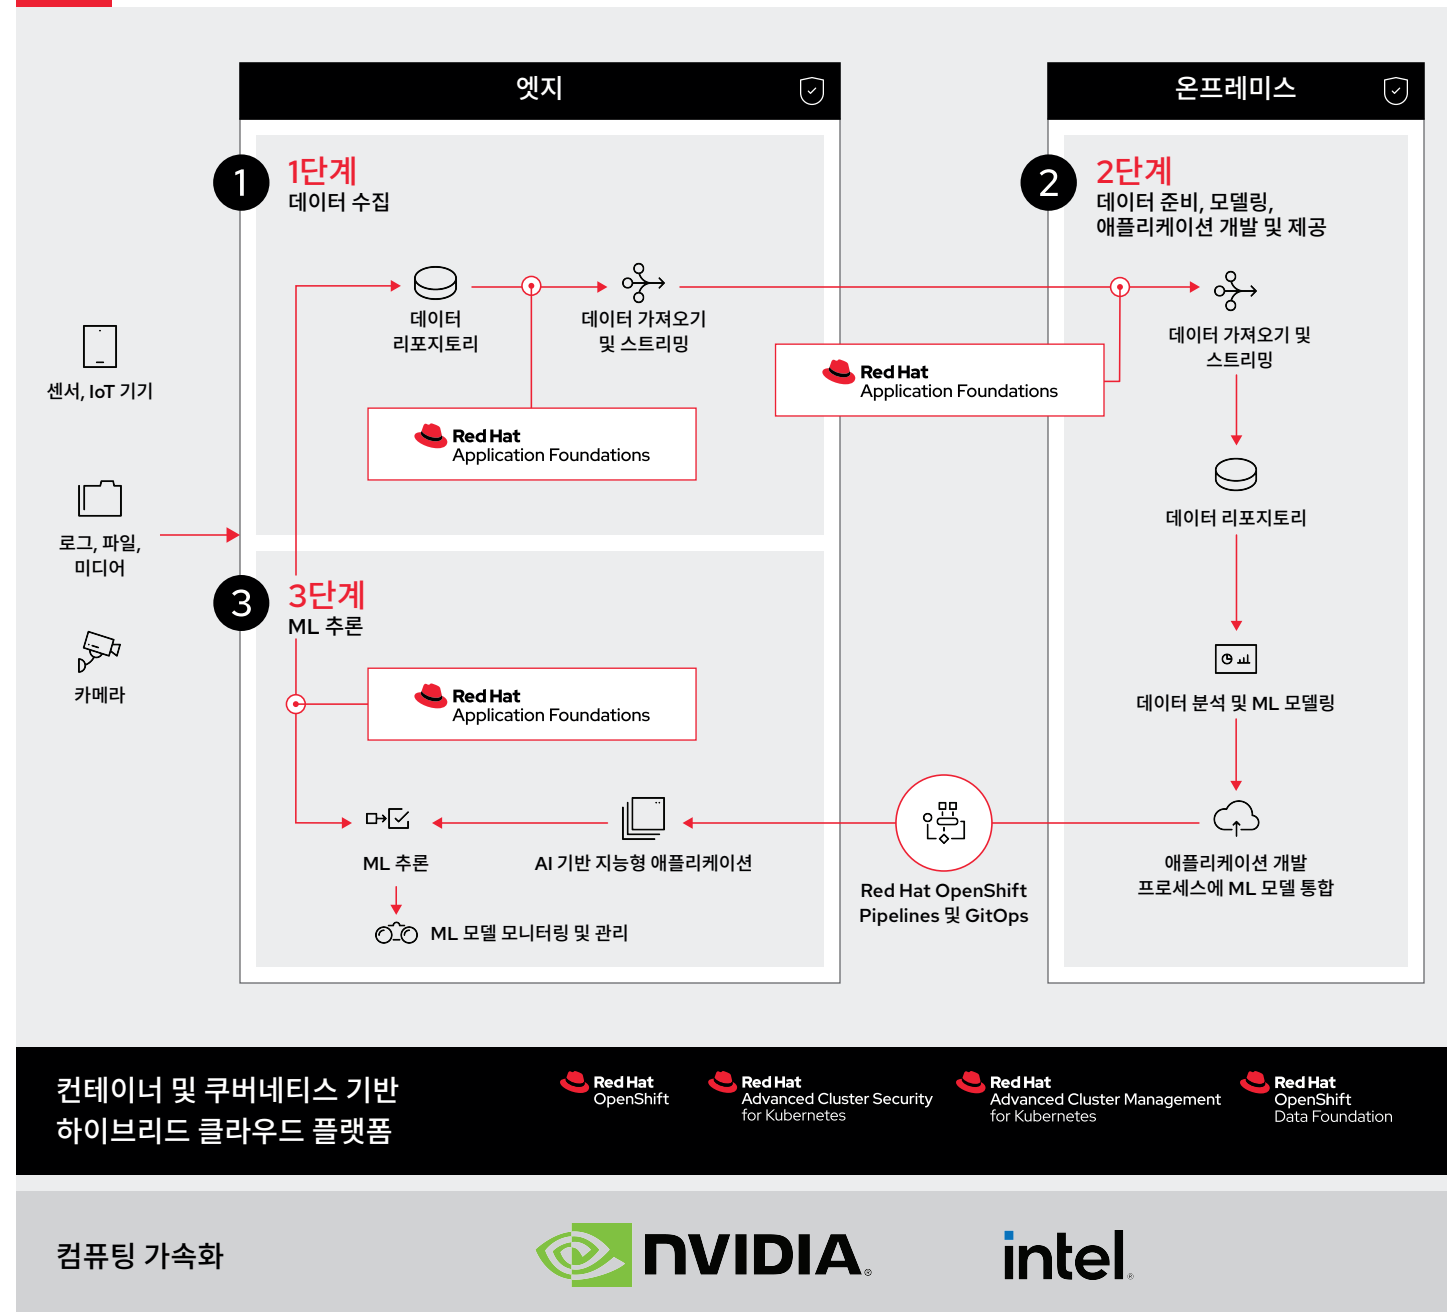 엣지
온프레미스
1
1단계
데이터 수집
2
2단계
데이터 준비, 모델링,
애플리케이션 개발 및 제공
데이터
리포지토리
데이터 가져오기
및 스트리밍
데이터 가져오기 및
스트리밍
센서, IoT 기기
Red Hat
Application Foundations
Red Hat
Application Foundations
데이터 리포지토리
로그, 파일,
미디어
3
3단계
ML 추론
카메라
Red Hat
Application Foundations
데이터 분석 및 ML 모델링
ML 추론
AI 기반 지능형 애플리케이션
Red Hat OpenShift
Pipelines 및 GitOps
애플리케이션 개발
프로세스에 ML 모델 통합
ML 모델 모니터링 및 관리
컨테이너 및 쿠버네티스 기반
하이브리드 클라우드 플랫폼
Red Hat
OpenShift
Red Hat
Advanced Cluster Security
for Kubernetes
Red Hat
Advanced Cluster Management
for Kubernetes
Red Hat
OpenShift
Data Foundation
컴퓨팅 가속화
NVIDIA®
intel®